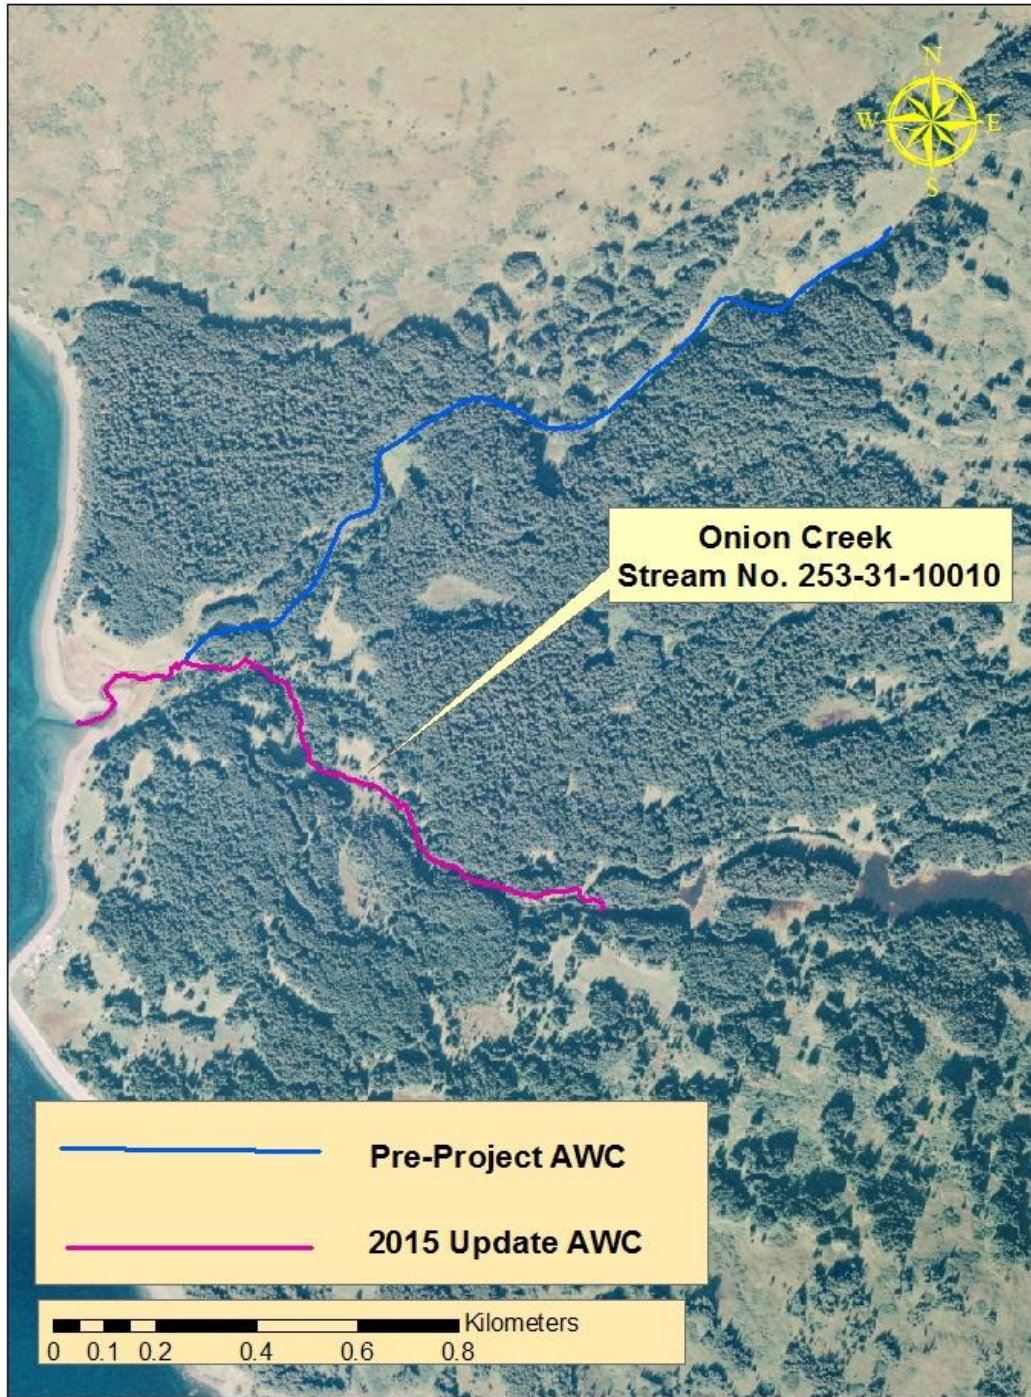 N
W E
S
Onion Creek
Stream No. 253-31-10010
Pre-Project AWC
2015 Update AWC
Kilometers
0 0.1 0.2 0.4 0.6 0.8